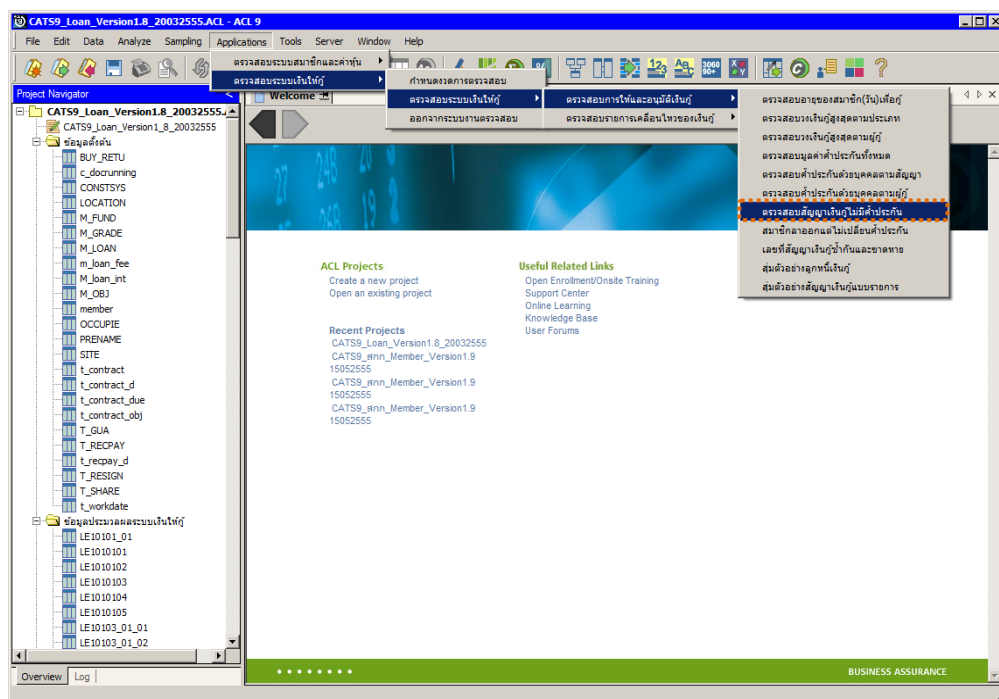 CATS9_Loan_Version1.8_20032555.ACL - ACL 9
File Edit Data Analyze Sampling Applications Tools Server Window Help
ตรวจสอบระบบสมาชิกและค่าหุ้น
ตรวจสอบระบบเงินให้กู้
กำหนดงวดการตรวจสอบ
ตรวจสอบระบบเงินให้กู้
ออกจากระบบงานตรวจสอบ
ตรวจสอบการให้และอนุมัติเงินกู้
ตรวจสอบรายการเคลื่อนไหวของเงินกู้
ตรวจสอบอายุของสมาชิก(วัน)เพื่อกู้
ตรวจสอบวงเงินกู้สูงสุดตามประเภท
ตรวจสอบวงเงินกู้สูงสุดตามผู้กู้
ตรวจสอบมูลค่าค้ำประกันทั้งหมด
ตรวจสอบค้ำประกันด้วยบุคคลตามสัญญา
ตรวจสอบค้ำประกันด้วยบุคคลตามผู้กู้
ตรวจสอบสัญญาเงินกู้ไม่มีค้ำประกัน
สมาชิกลาออกแต่ไม่เปลี่ยนค้ำประกัน
เลขที่สัญญาเงินกู้ซ้ำกันและขาดหาย
สุ่มตัวอย่างลูกหนี้เงินกู้
สุ่มตัวอย่างสัญญาเงินกู้แบบรายการ
Project Navigator
Welcome
CATS9_Loan_Version1.8_20032555.
CATS9_Loan_Version1_8_20032555
ข้อมูลตั้งต้น
BUY_RETU
c_docrunning
CONSTSYS
LOCATION
M_FUND
M_GRADE
M_LOAN
m_loan_fee
M_loan_int
M_OBJ
member
OCCUPIE
PRENAME
SITE
t_contract
t_contract_d
t_contract_due
t_contract_obj
T_GUA
T_RECPAY
t_recpay_d
T_RESIGN
T_SHARE
t_workdate
ข้อมูลประมวลผลระบบเงินให้กู้
LE10101_01
LE1010101
LE1010102
LE1010103
LE1010104
LE1010105
LE10103_01_01
LE10103_01_02
Overview Log
ACL Projects
Create a new project
Open an existing project
Recent Projects
CATS9_Loan_Version1.8_20032555
CATS9_สกก_Member_Version1.9
15052555
CATS9_สกก_Member_Version1.9
15052555
CATS9_สกก_Member_Version1.9
15052555
Useful Related Links
Open Enrollment/Onsite Training
Support Center
Online Learning
Knowledge Base
User Forums
BUSINESS ASSURANCE